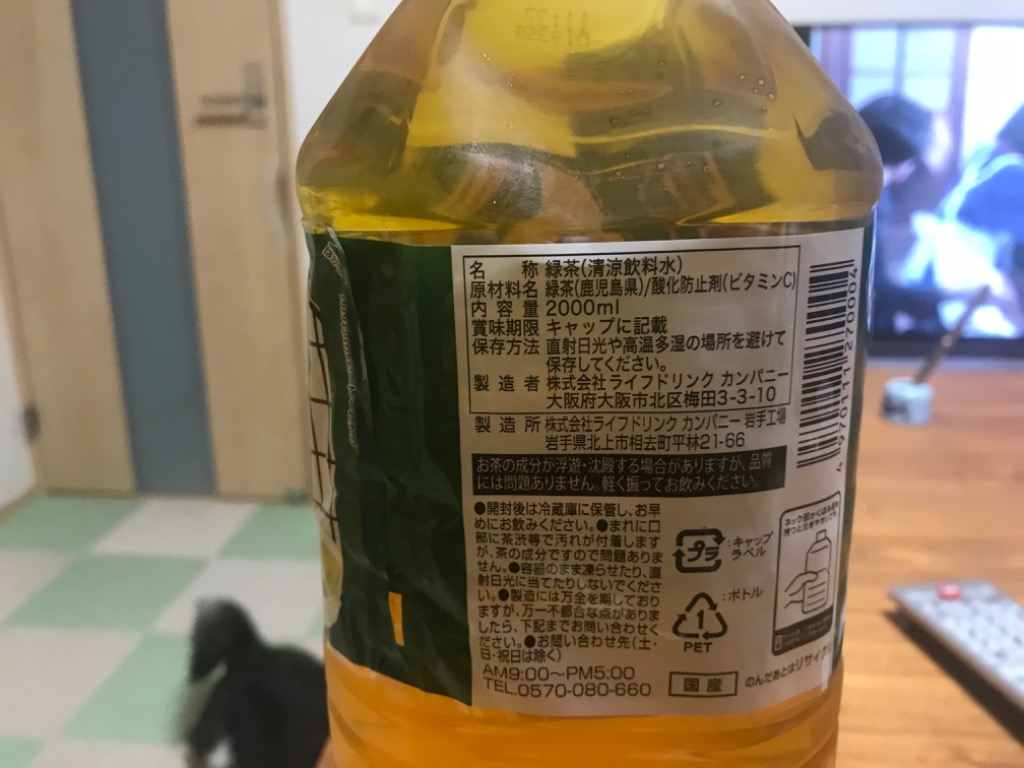 名称 緑茶(清涼飲料水)
原材料名 緑茶(鹿児島県)/酸化防止剤(ビタミンC)
内容量 2000ml
賞味期限 キャップに記載
保存方法 直射日光や高温多湿の場所を避けて
保存してください。
製造者 株式会社ライフドリンク カンパニー
大阪府大阪市北区梅田3-3-10
製造所 株式会社ライフドリンク カンパニー 岩手工場
岩手県北上市相去町平林21-66
お茶の成分が浮遊・沈殿する場合がありますが、品質
には問題ありません。軽く振ってお飲みください。
●開封後は冷蔵庫に保管し、お早
めにお飲みください。●まれに口
部に茶渋等で汚れが付着します
が、茶の成分ですので問題ありま
せん。●容器のまま凍らせたり、直
射日光に当てたりしないでくださ
い。●製造には万全を期しており
ますが、万一不都合な点がありま
したら、下記までお問い合わせく
ださい。●お問い合わせ先(土・
日・祝日は除く)
AM9:00〜PM5:00
TEL.0570-080-660
プラ
:キャップ
ラベル
:ボトル
1
PET
国産
のんだあとはリサイクル
4 970111 270004